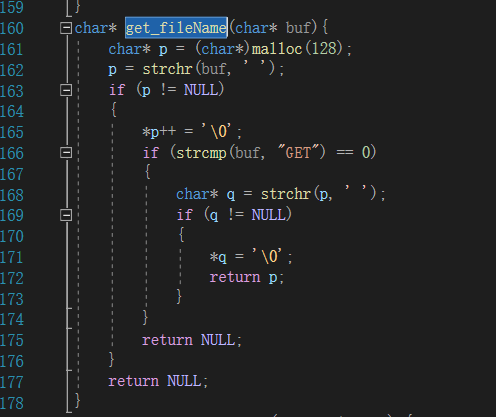 159 }
160 char* get_fileName(char* buf){
161 char* p = (char*)malloc(128);
162 p = strchr(buf, ' ');
163 if (p != NULL)
164 {
165 *p++ = '\0';
166 if (strcmp(buf, "GET") == 0)
167 {
168 char* q = strchr(p, ' ');
169 if (q != NULL)
170 {
171 *q = '\0';
172 return p;
173 }
174 }
175 return NULL;
176 }
177 return NULL;
178 }